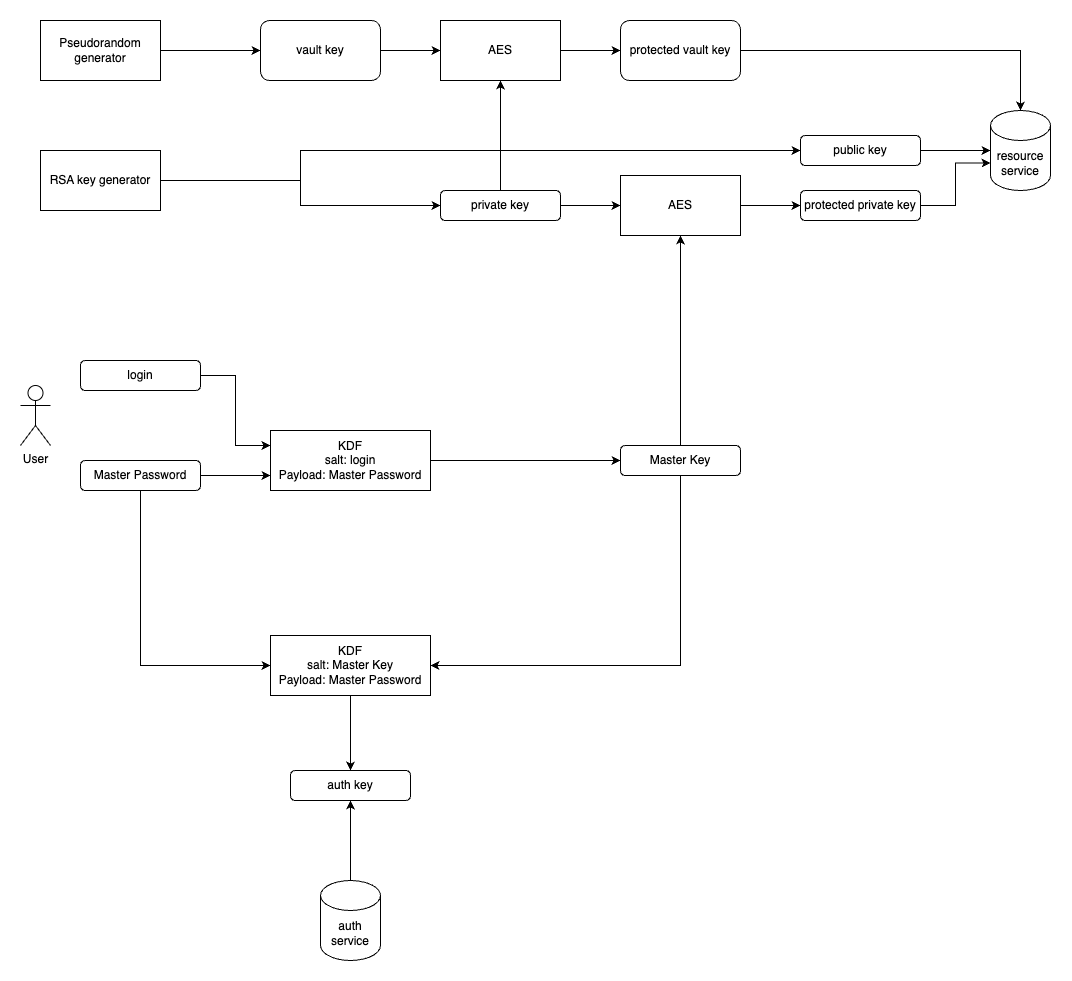 Pseudorandom
generator
vault key
AES
protected vault key
RSA key generator
public key
resource
service
private key
AES
protected private key
login
User
Master Password
KDF
salt: login
Payload: Master Password
Master Key
KDF
salt: Master Key
Payload: Master Password
auth key
auth
service